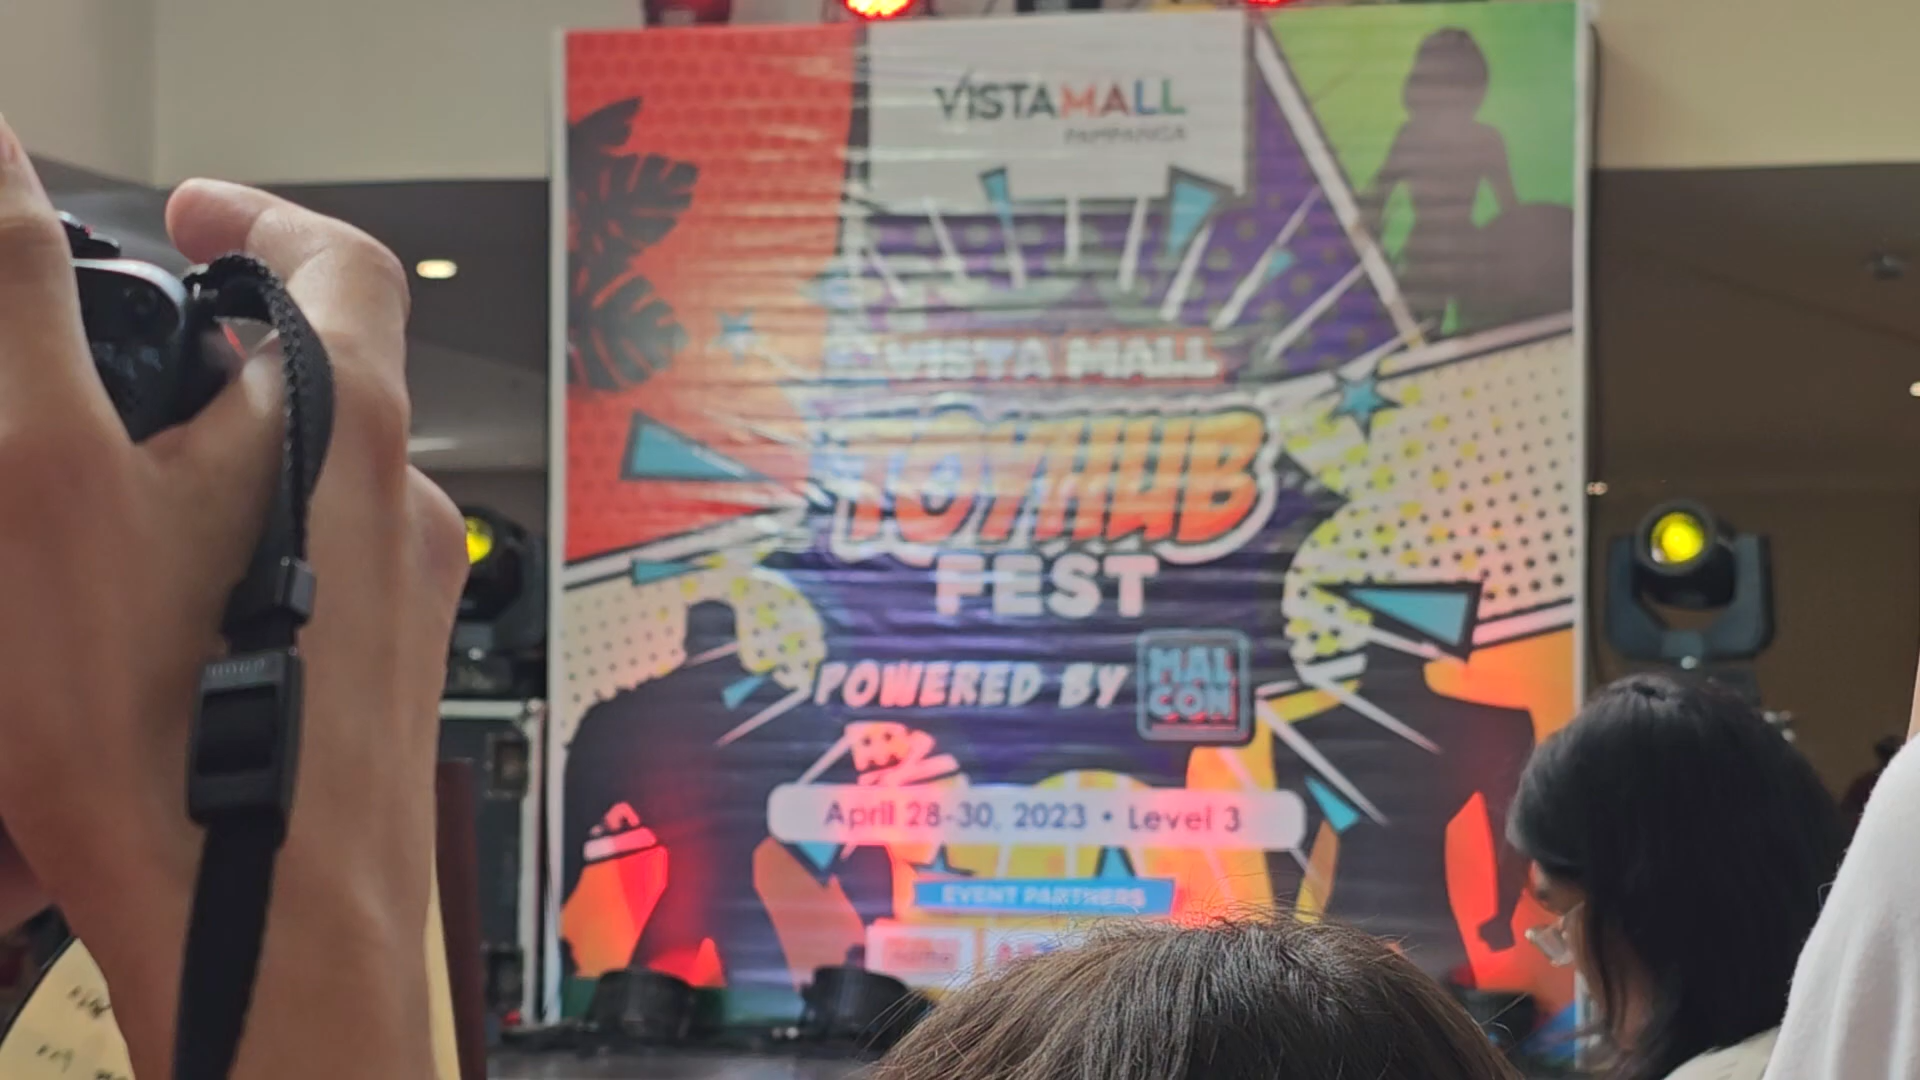 VISTAMALL
PAMPANGA
VISTA MALL
TOYHUB
FEST
POWERED BY MAL CON
April 28-30, 2023 • Level 3
EVENT PARTNERS